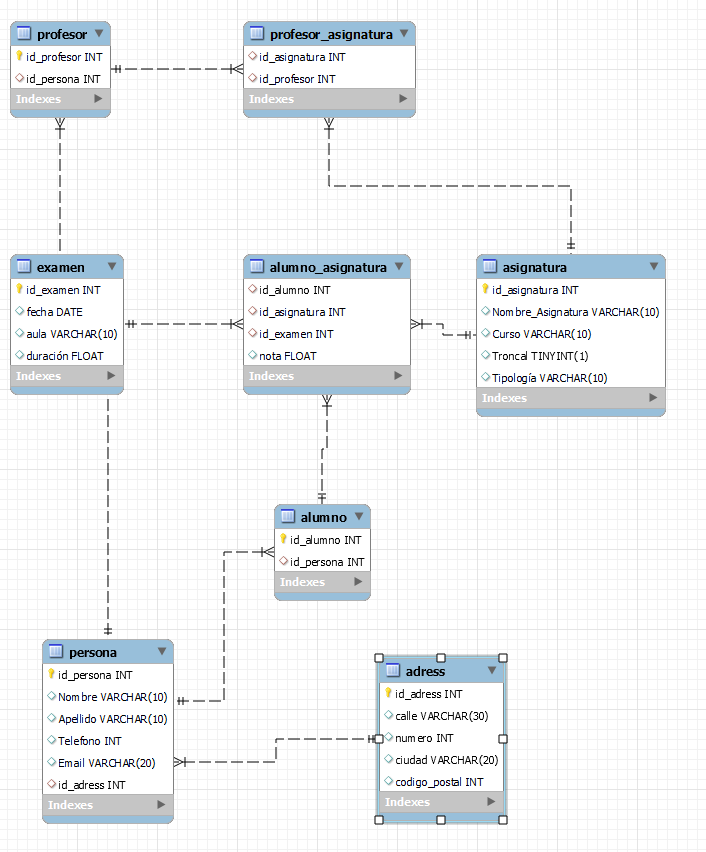 profesor
id_profesor INT
id_persona INT
Indexes
profesor_asignatura
id_asignatura INT
id_profesor INT
Indexes
examen
id_examen INT
fecha DATE
aula VARCHAR(10)
duración FLOAT
Indexes
alumno_asignatura
id_alumno INT
id_asignatura INT
id_examen INT
nota FLOAT
Indexes
asignatura
id_asignatura INT
Nombre_Asignatura VARCHAR(10)
Curso VARCHAR(10)
Troncal TINYINT(1)
Tipología VARCHAR(10)
Indexes
alumno
id_alumno INT
id_persona INT
Indexes
persona
id_persona INT
Nombre VARCHAR(10)
Apellido VARCHAR(10)
Telefono INT
Email VARCHAR(20)
id_adress INT
Indexes
adress
id_adress INT
calle VARCHAR(30)
numero INT
ciudad VARCHAR(20)
codigo_postal INT
Indexes